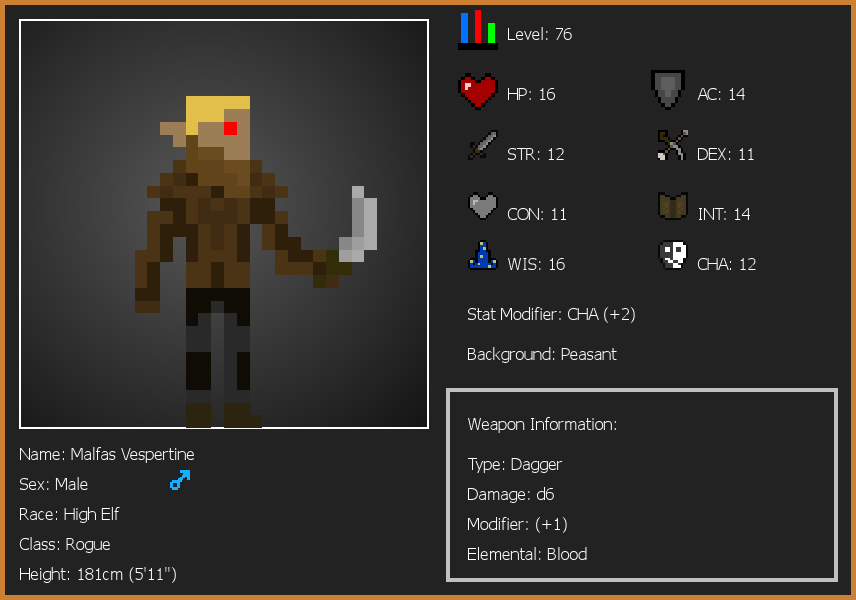 Level: 76
HP: 16
AC: 14
STR: 12
DEX: 11
CON: 11
INT: 14
WIS: 16
CHA: 12
Stat Modifier: CHA (+2)
Background: Peasant
Weapon Information:
Type: Dagger
Damage: d6
Modifier: (+1)
Elemental: Blood
Name: Malfas Vespertine
Sex: Male
Race: High Elf
Class: Rogue
Height: 181cm (5'11")